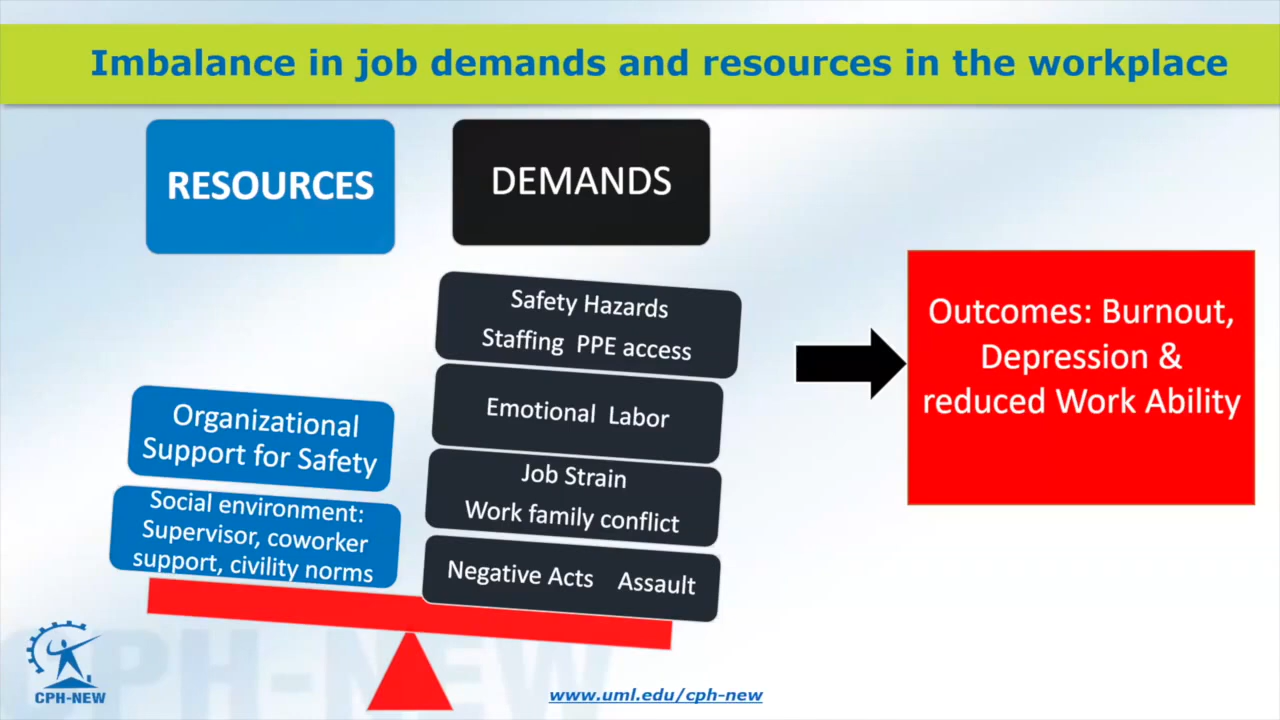 Imbalance in job demands and resources in the workplace
RESOURCES
DEMANDS
Safety Hazards
Staffing PPE access
Emotional Labor
Job Strain
Work family conflict
Negative Acts Assault
Organizational
Support for Safety
Social environment:
Supervisor, coworker
support, civility norms
Outcomes: Burnout,
Depression &
reduced Work Ability
CPH-NEW
CPH-NEW
www.uml.edu/cph-new